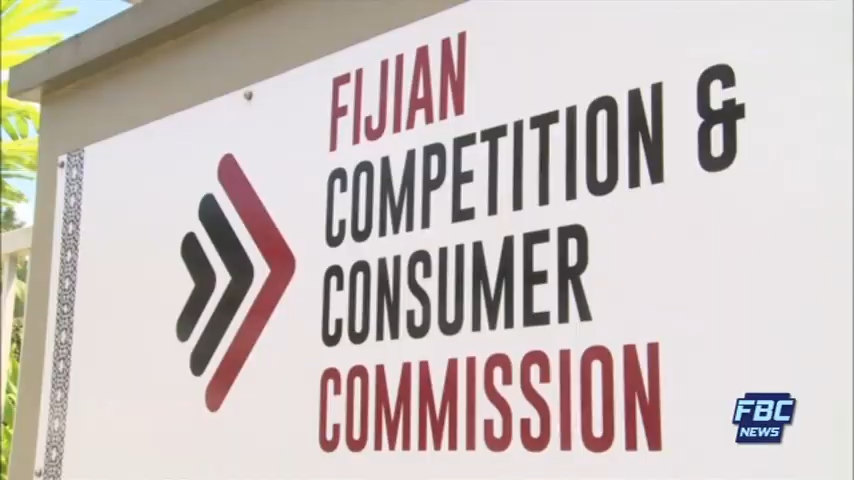 FIJIAN
COMPETITION &
CONSUMER
COMMISSION
FBC
NEWS